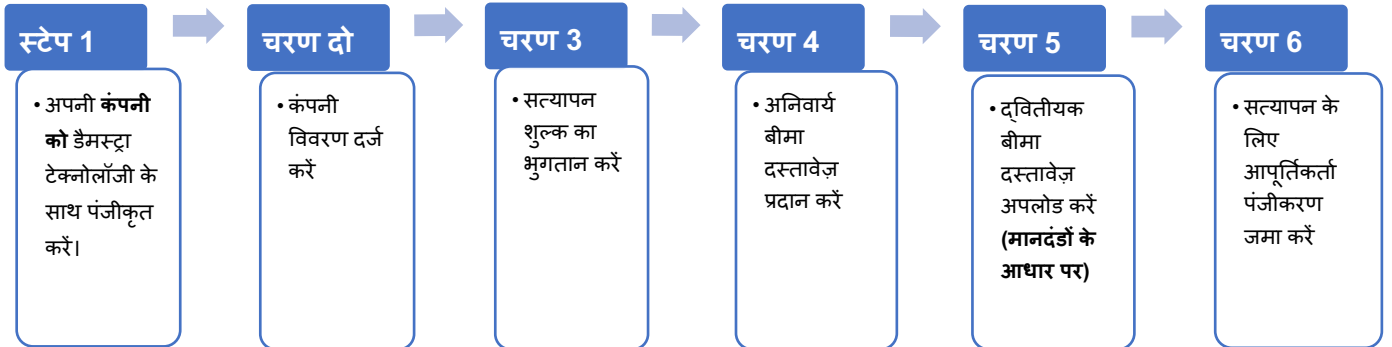 स्टेप 1
• अपनी कंपनी
को डैमस्ट्रा
टेक्नोलॉजी के
साथ पंजीकृत
करें।
चरण दो
• कंपनी
विवरण दर्ज
करें
चरण 3
• सत्यापन
शुल्क का
भुगतान करें
चरण 4
• अनिवार्य
बीमा
दस्तावेज़
प्रदान करें
चरण 5
• द्वितीयक
बीमा
दस्तावेज़
अपलोड करें
(मानदंडों के
आधार पर)
चरण 6
• सत्यापन के
लिए
आपूर्तिकर्ता
पंजीकरण
जमा करें